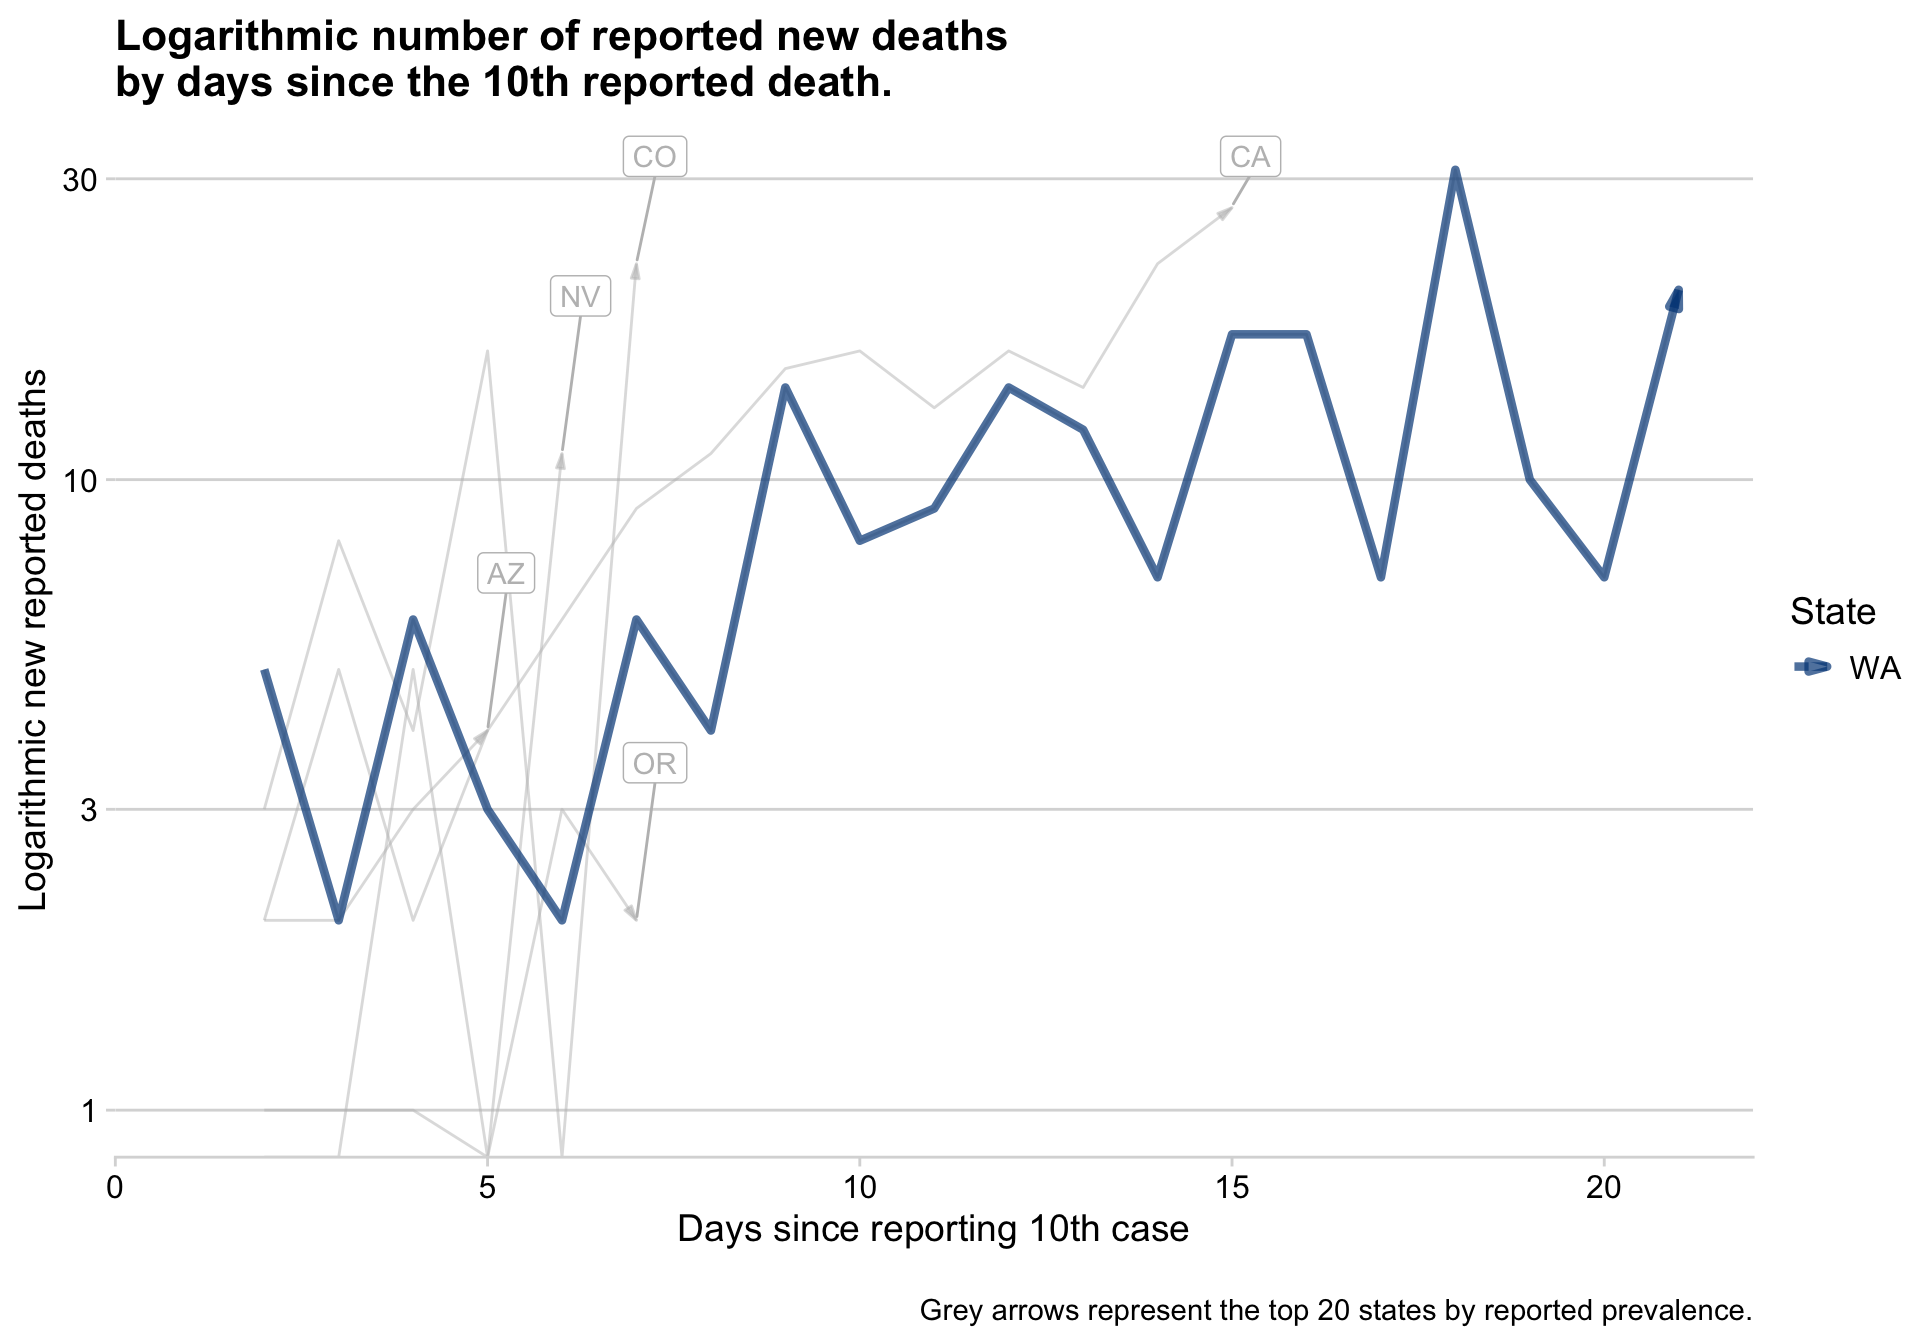 Logarithmic number of reported new deaths
by days since the 10th reported death.
CO
CA
30
NV
10
AZ
OR
3
1
Logarithmic new reported deaths
State
WA
0 5 10 15 20
Days since reporting 10th case
Grey arrows represent the top 20 states by reported prevalence.